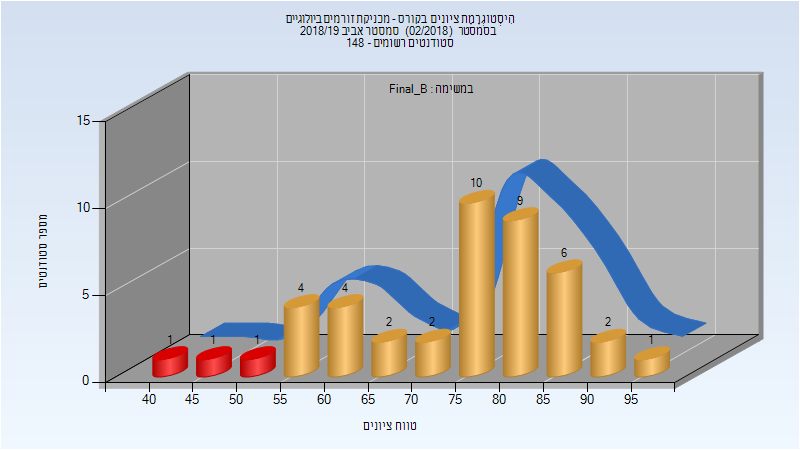 היסטוגרמת ציונים בקורס - מכניקת זורמים ביולוגיים
בסמסטר (02/2018) סמסטר אביב 2018/19
סטודנטים רשומים - 148
במשימה : Final_B
15
10
5
0
מספר סטודנטים
1
1
1
4
4
2
2
10
9
6
2
1
40 45 50 55 60 65 70 75 80 85 90 95
טווח ציונים